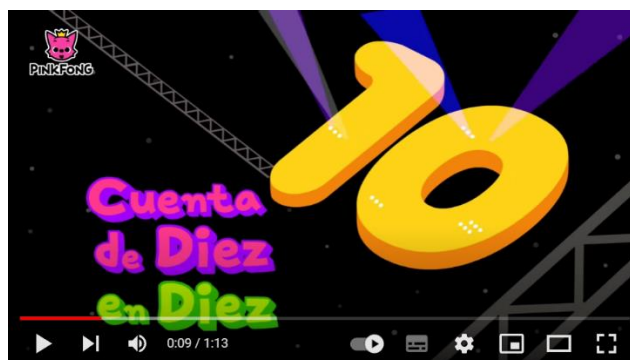 PINKFONG
10
Cuenta
de Diez
en Diez
0:09 / 1:13